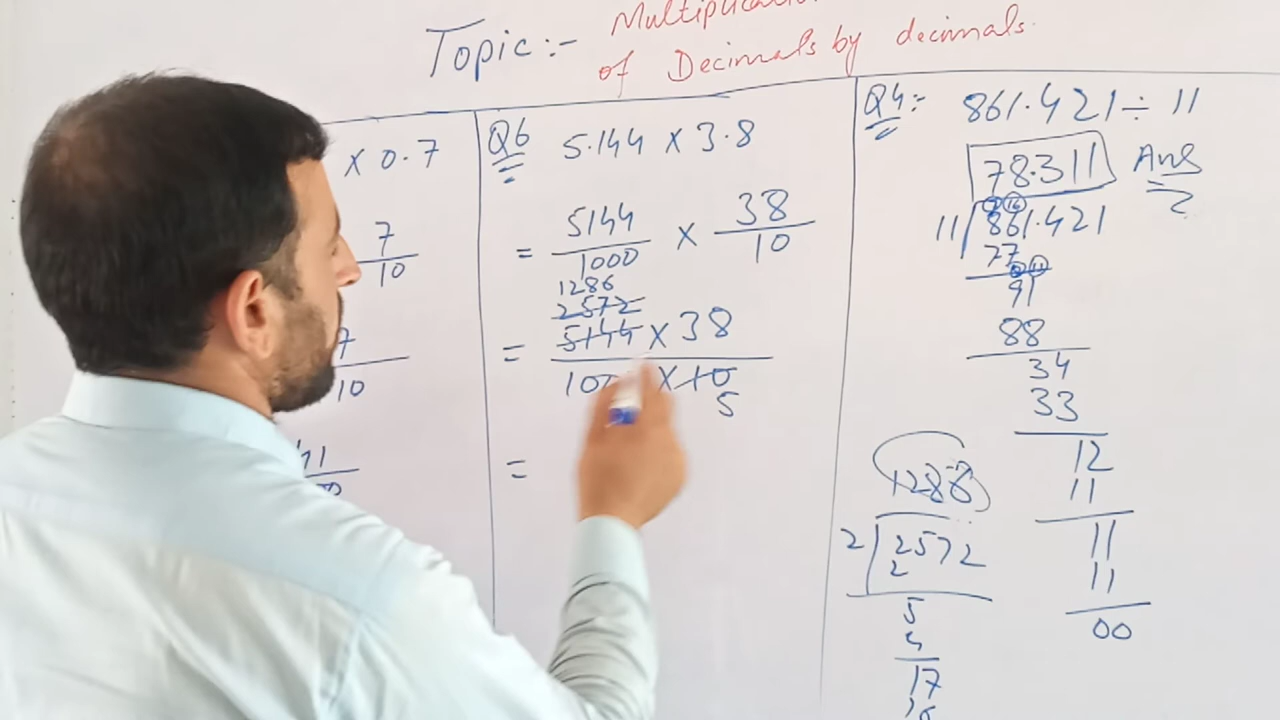 Topic:- Multiplication
of Decimals by decimals.
x 0.7
7
10
7
10
Q6 5.144 x 3.8
= 5144/1000 x 38/10
1286
2572
= 5144 x 38
x 10
5
=
Q4:- 861.421 ÷ 11
78.311 Ans
11 861.421
77
91
88
34
33
12
11
11
11
00
1288
2 2572
2
5
4
17